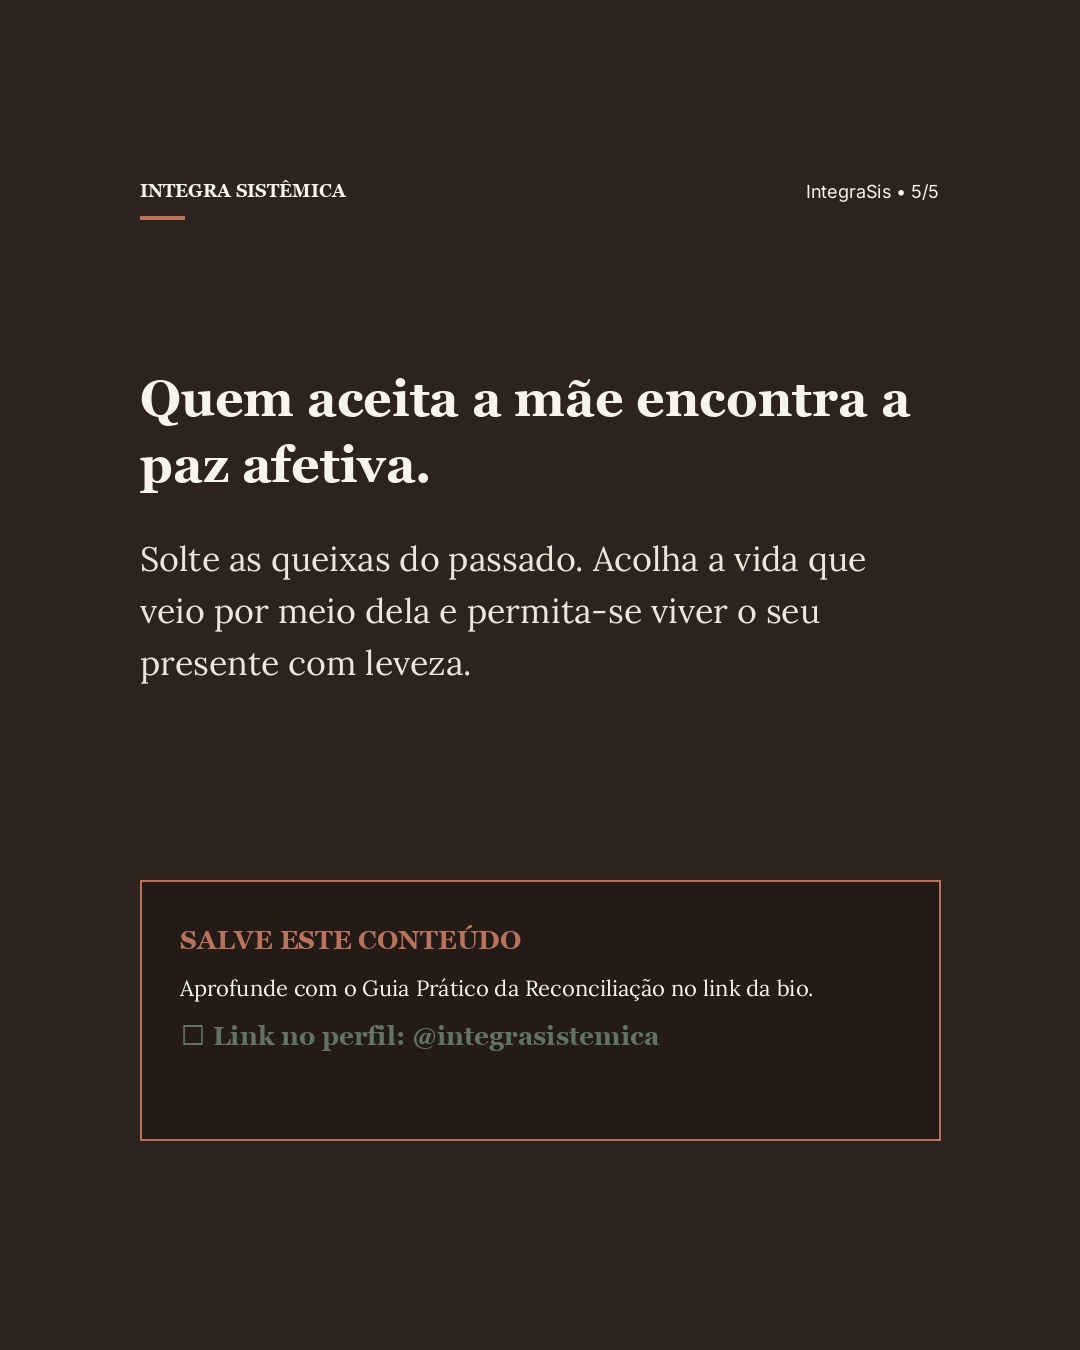 INTEGRA SISTÊMICA
IntegraSis • 5/5
Quem aceita a mãe encontra a
paz afetiva.
Solte as queixas do passado. Acolha a vida que
veio por meio dela e permita-se viver o seu
presente com leveza.
SALVE ESTE CONTEÚDO
Aprofunde com o Guia Prático da Reconciliação no link da bio.
☐ Link no perfil: @integrasistemica